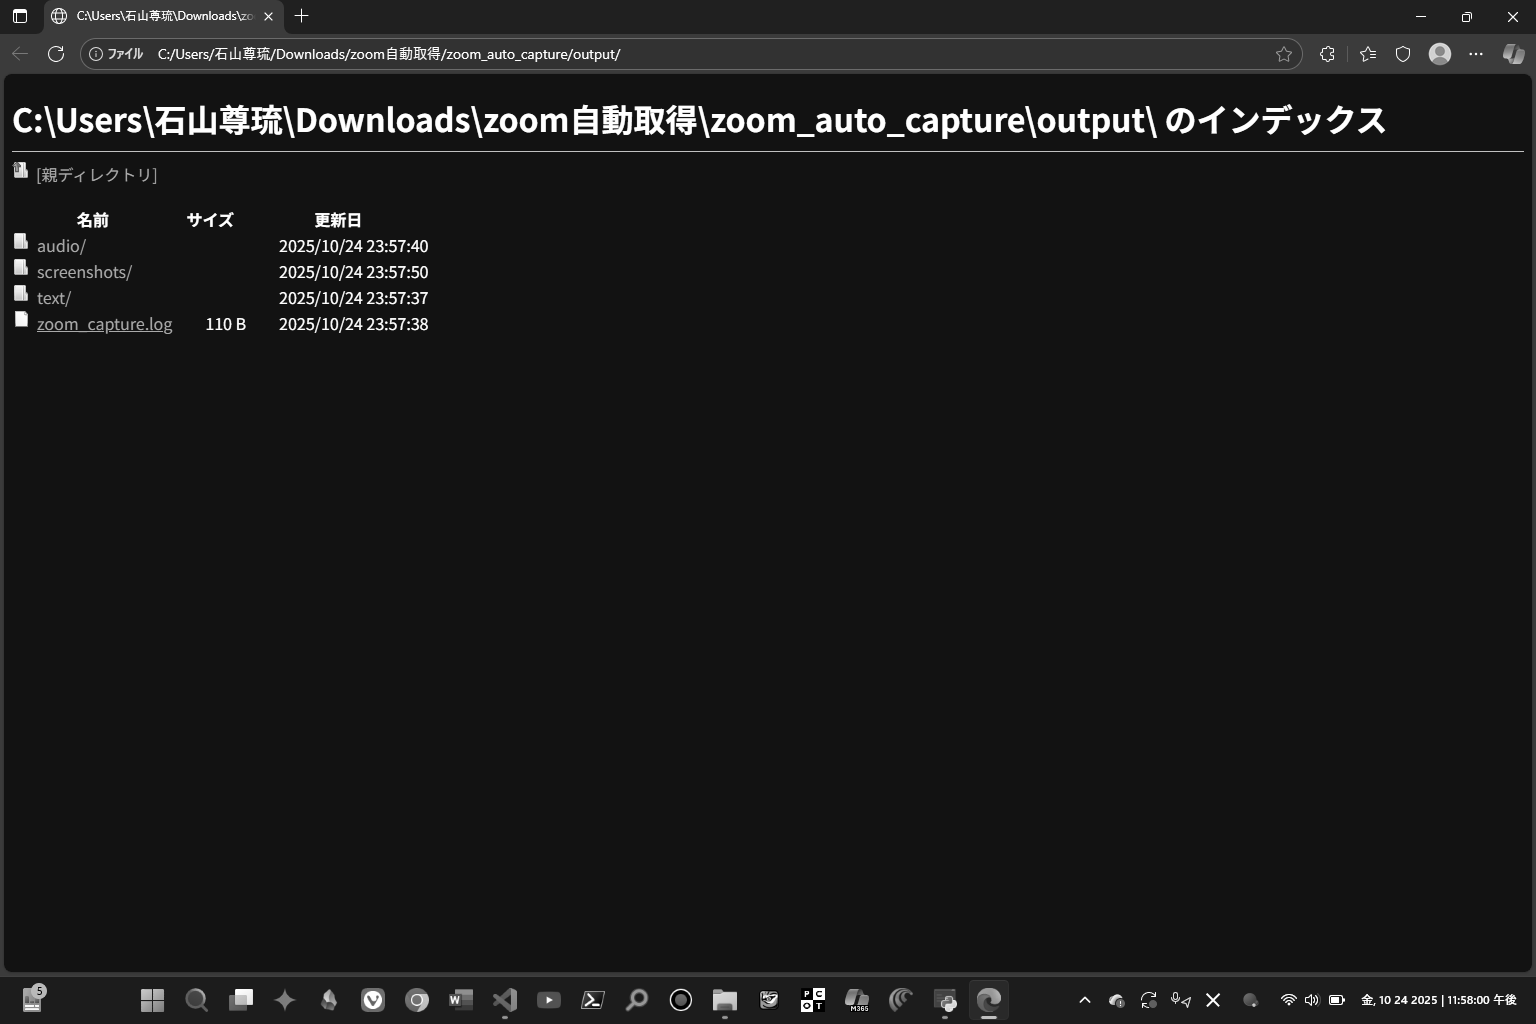 C:\Users\石山尊琉\Downloads\zo
ファイル C:/Users/石山尊琉/Downloads/zoom自動取得/zoom_auto_capture/output/
C:\Users\石山尊琉\Downloads\zoom自動取得\zoom_auto_capture\output\ のインデックス
[親ディレクトリ]
名前 サイズ 更新日
audio/ 2025/10/24 23:57:40
screenshots/ 2025/10/24 23:57:50
text/ 2025/10/24 23:57:37
zoom_capture.log 110 B 2025/10/24 23:57:38
5
W
P C O T
M365
金, 10 24 2025 | 11:58:00 午後